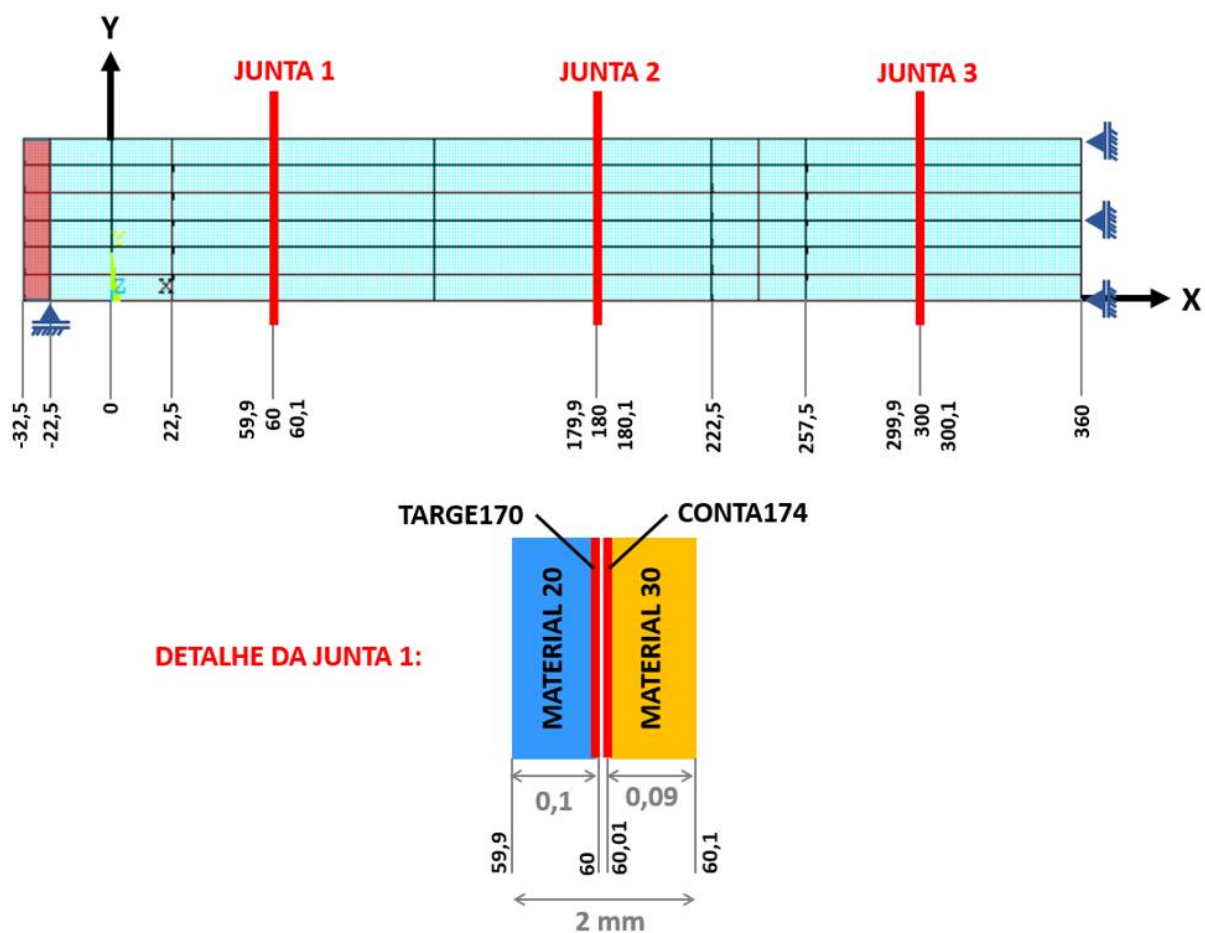 Y
JUNTA 1
JUNTA 2
JUNTA 3
Y
Z
X
X
-32,5
-22,5
0
22,5
59,9
60
60,1
179,9
180
180,1
222,5
257,5
299,9
300
300,1
360
TARGE170
CONTA174
DETALHE DA JUNTA 1:
MATERIAL 20
MATERIAL 30
0,1
0,09
59,9
60
60,01
60,1
2 mm